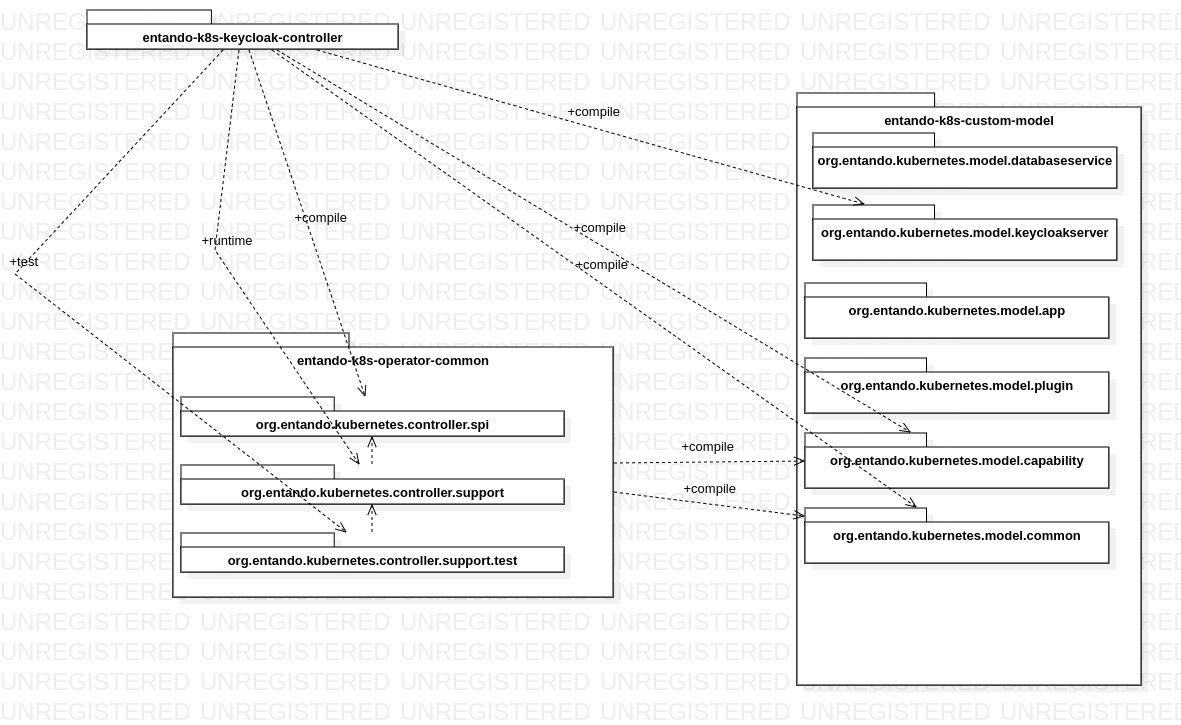 entando-k8s-keycloak-controller
+compile
entando-k8s-custom-model
org.entando.kubernetes.model.databaseservice
+compile
+compile
org.entando.kubernetes.model.keycloakserver
+runtime
+test
+compile
org.entando.kubernetes.model.app
entando-k8s-operator-common
org.entando.kubernetes.model.plugin
org.entando.kubernetes.controller.spi
+compile
org.entando.kubernetes.model.capability
org.entando.kubernetes.controller.support
+compile
org.entando.kubernetes.model.common
org.entando.kubernetes.controller.support.test
UNREGISTERED UNREGISTERED UNREGISTERED UNREGISTERED UNREGISTERED UNREGISTERED